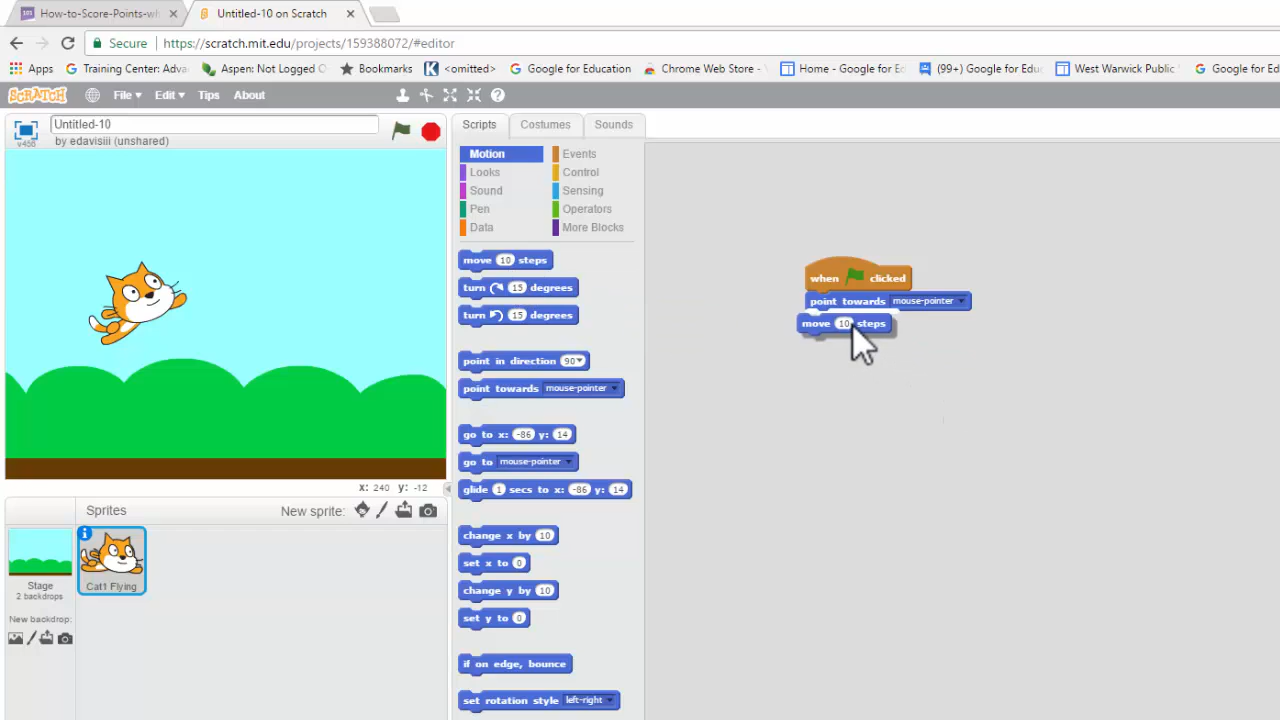 How-to-Score-Points-wh
Untitled-10 on Scratch
Secure https://scratch.mit.edu/projects/159388072/#editor
Apps Training Center: Adva Aspen: Not Logged O Bookmarks <omitted> Google for Education Chrome Web Store - Home - Google for Ed (99+) Google for Edu West Warwick Public Google for Ed
SCRATCH File Edit Tips About
Untitled-10
by edavisiii (unshared)
v456
Scripts Costumes Sounds
Motion Events
Looks Control
Sound Sensing
Pen Operators
Data More Blocks
move 10 steps
turn 15 degrees
turn 15 degrees
point in direction 90
point towards mouse-pointer
go to x: -86 y: 14
go to mouse-pointer
glide 1 secs to x: -86 y: 14
change x by 10
set x to 0
change y by 10
set y to 0
if on edge, bounce
set rotation style left-right
when clicked
point towards mouse-pointer
move 10 steps
x: 240 y: -12
Sprites New sprite:
Stage
2 backdrops
New backdrop:
Cat1 Flying